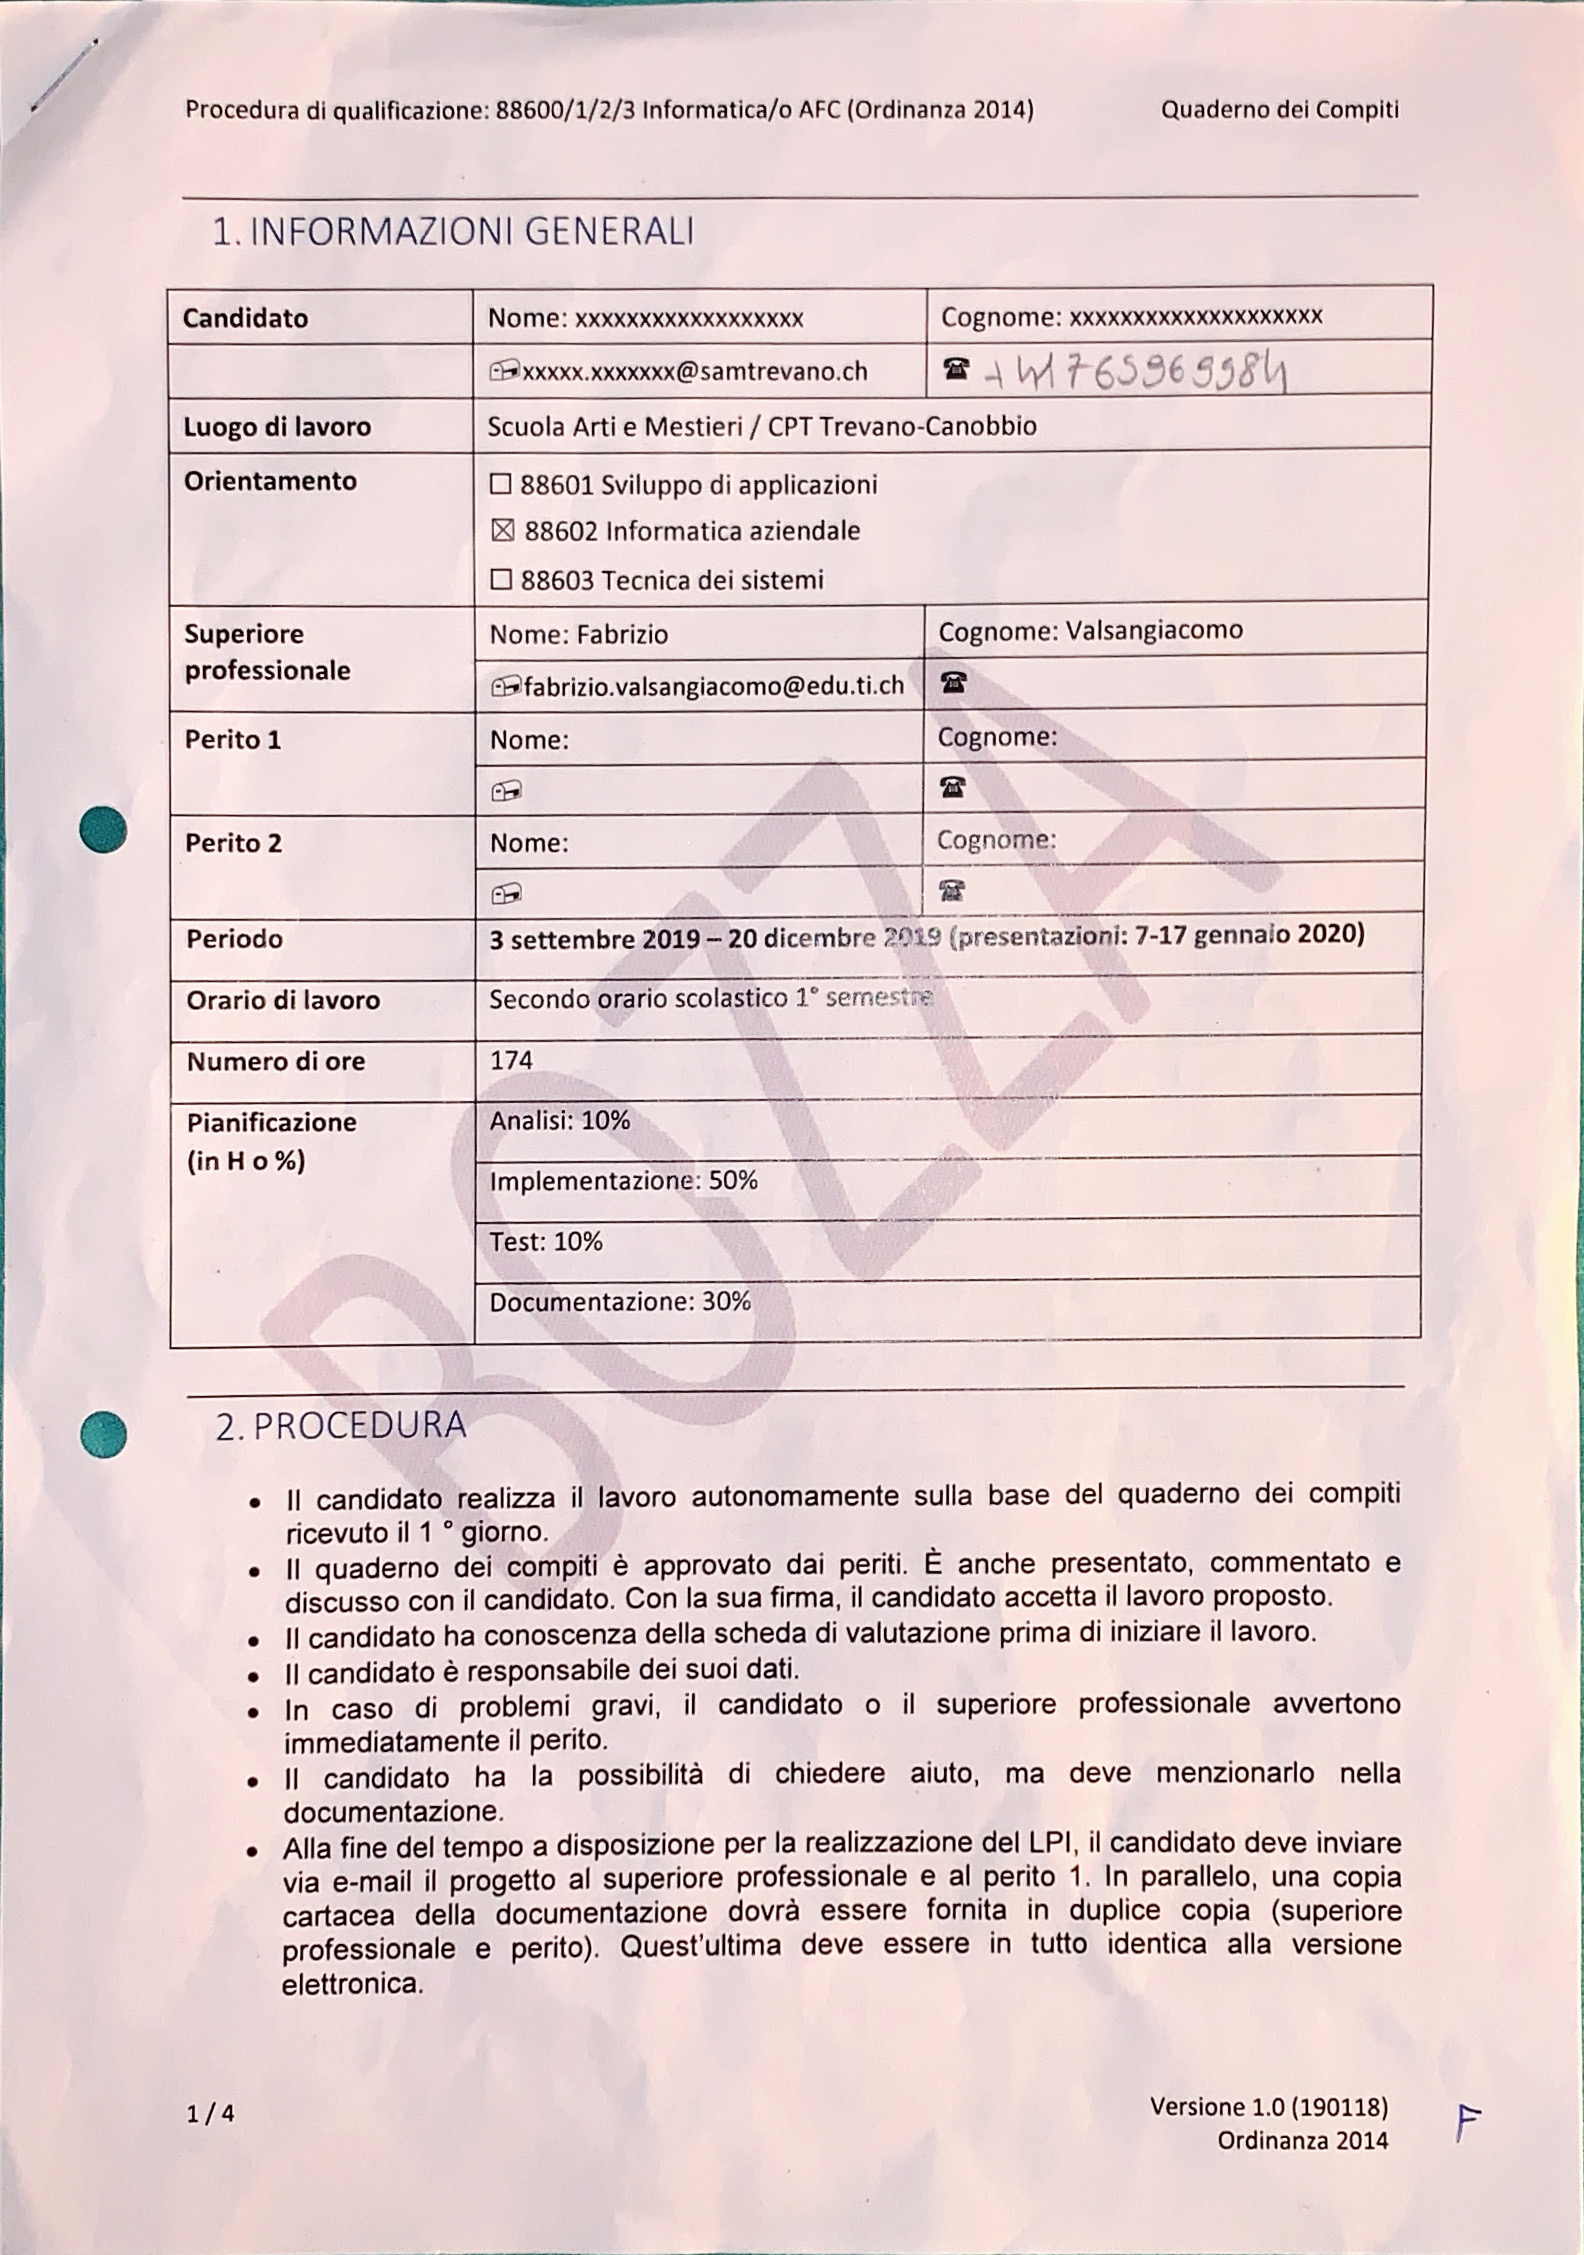 Procedura di qualificazione: 88600/1/2/3 Informatica/o AFC (Ordinanza 2014) Quaderno dei Compiti
1. INFORMAZIONI GENERALI
Candidato Nome: xxxxxxxxxxxxxxxxxx Cognome: xxxxxxxxxxxxxxxxxxxx
xxxxx.xxxxxxx@samtrevano.ch +41765969984
Luogo di lavoro Scuola Arti e Mestieri / CPT Trevano-Canobbio
Orientamento ☐ 88601 Sviluppo di applicazioni
☒ 88602 Informatica aziendale
☐ 88603 Tecnica dei sistemi
Superiore professionale Nome: Fabrizio Cognome: Valsangiacomo
fabrizio.valsangiacomo@edu.ti.ch
Perito 1 Nome: Cognome:
Perito 2 Nome: Cognome:
Periodo 3 settembre 2019 – 20 dicembre 2019 (presentazioni: 7-17 gennaio 2020)
Orario di lavoro Secondo orario scolastico 1° semestre
Numero di ore 174
Pianificazione (in H o %) Analisi: 10%
Implementazione: 50%
Test: 10%
Documentazione: 30%
BOZZA
2. PROCEDURA
• Il candidato realizza il lavoro autonomamente sulla base del quaderno dei compiti
ricevuto il 1 ° giorno.
• Il quaderno dei compiti è approvato dai periti. È anche presentato, commentato e
discusso con il candidato. Con la sua firma, il candidato accetta il lavoro proposto.
• Il candidato ha conoscenza della scheda di valutazione prima di iniziare il lavoro.
• Il candidato è responsabile dei suoi dati.
• In caso di problemi gravi, il candidato o il superiore professionale avvertono
immediatamente il perito.
• Il candidato ha la possibilità di chiedere aiuto, ma deve menzionarlo nella
documentazione.
• Alla fine del tempo a disposizione per la realizzazione del LPI, il candidato deve inviare
via e-mail il progetto al superiore professionale e al perito 1. In parallelo, una copia
cartacea della documentazione dovrà essere fornita in duplice copia (superiore
professionale e perito). Quest'ultima deve essere in tutto identica alla versione
elettronica.
1 / 4 Versione 1.0 (190118)
Ordinanza 2014
F